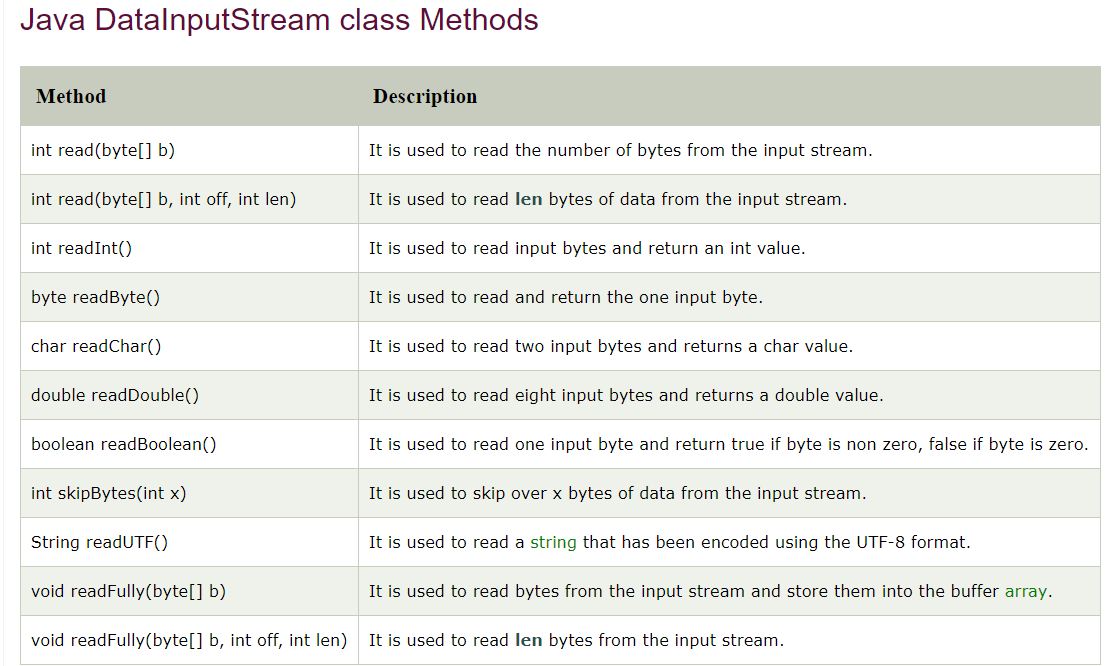 Java DataInputStream class Methods
Method Description
int read(byte[] b) It is used to read the number of bytes from the input stream.
int read(byte[] b, int off, int len) It is used to read len bytes of data from the input stream.
int readInt() It is used to read input bytes and return an int value.
byte readByte() It is used to read and return the one input byte.
char readChar() It is used to read two input bytes and returns a char value.
double readDouble() It is used to read eight input bytes and returns a double value.
boolean readBoolean() It is used to read one input byte and return true if byte is non zero, false if byte is zero.
int skipBytes(int x) It is used to skip over x bytes of data from the input stream.
String readUTF() It is used to read a string that has been encoded using the UTF-8 format.
void readFully(byte[] b) It is used to read bytes from the input stream and store them into the buffer array.
void readFully(byte[] b, int off, int len) It is used to read len bytes from the input stream.